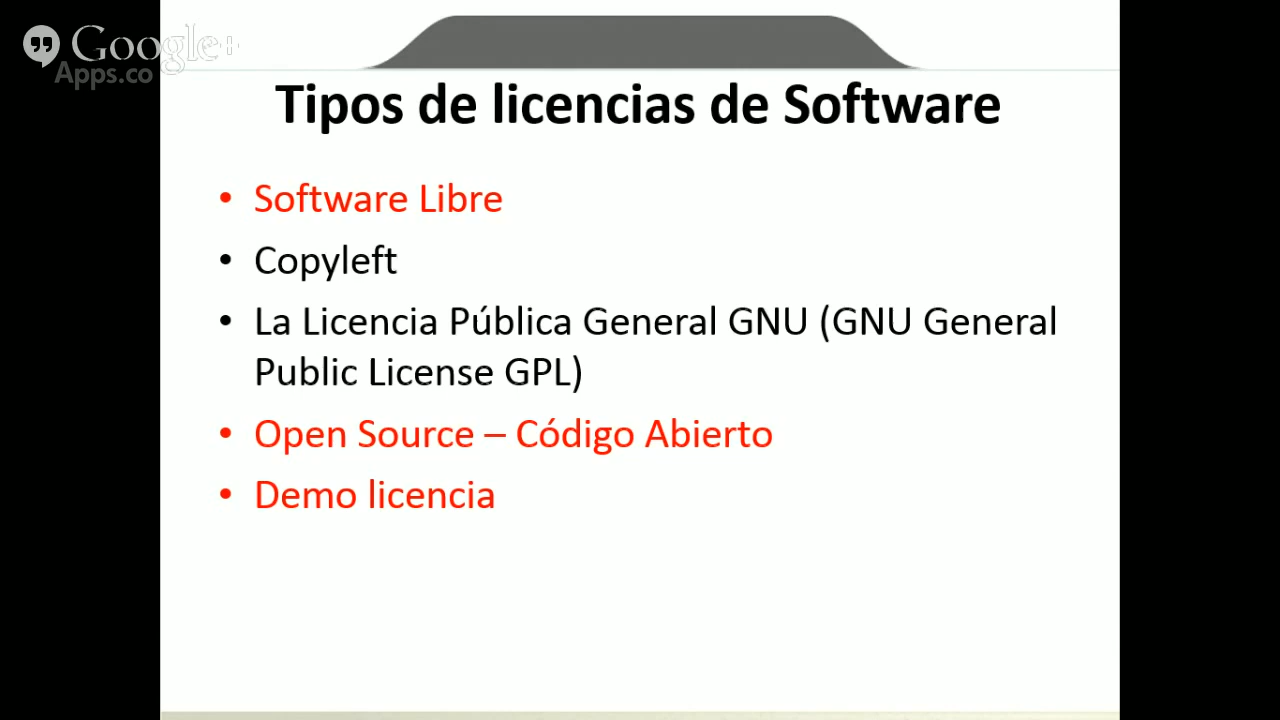 Google+
Apps.co
Tipos de licencias de Software
• Software Libre
• Copyleft
• La Licencia Pública General GNU (GNU General
Public License GPL)
• Open Source – Código Abierto
• Demo licencia